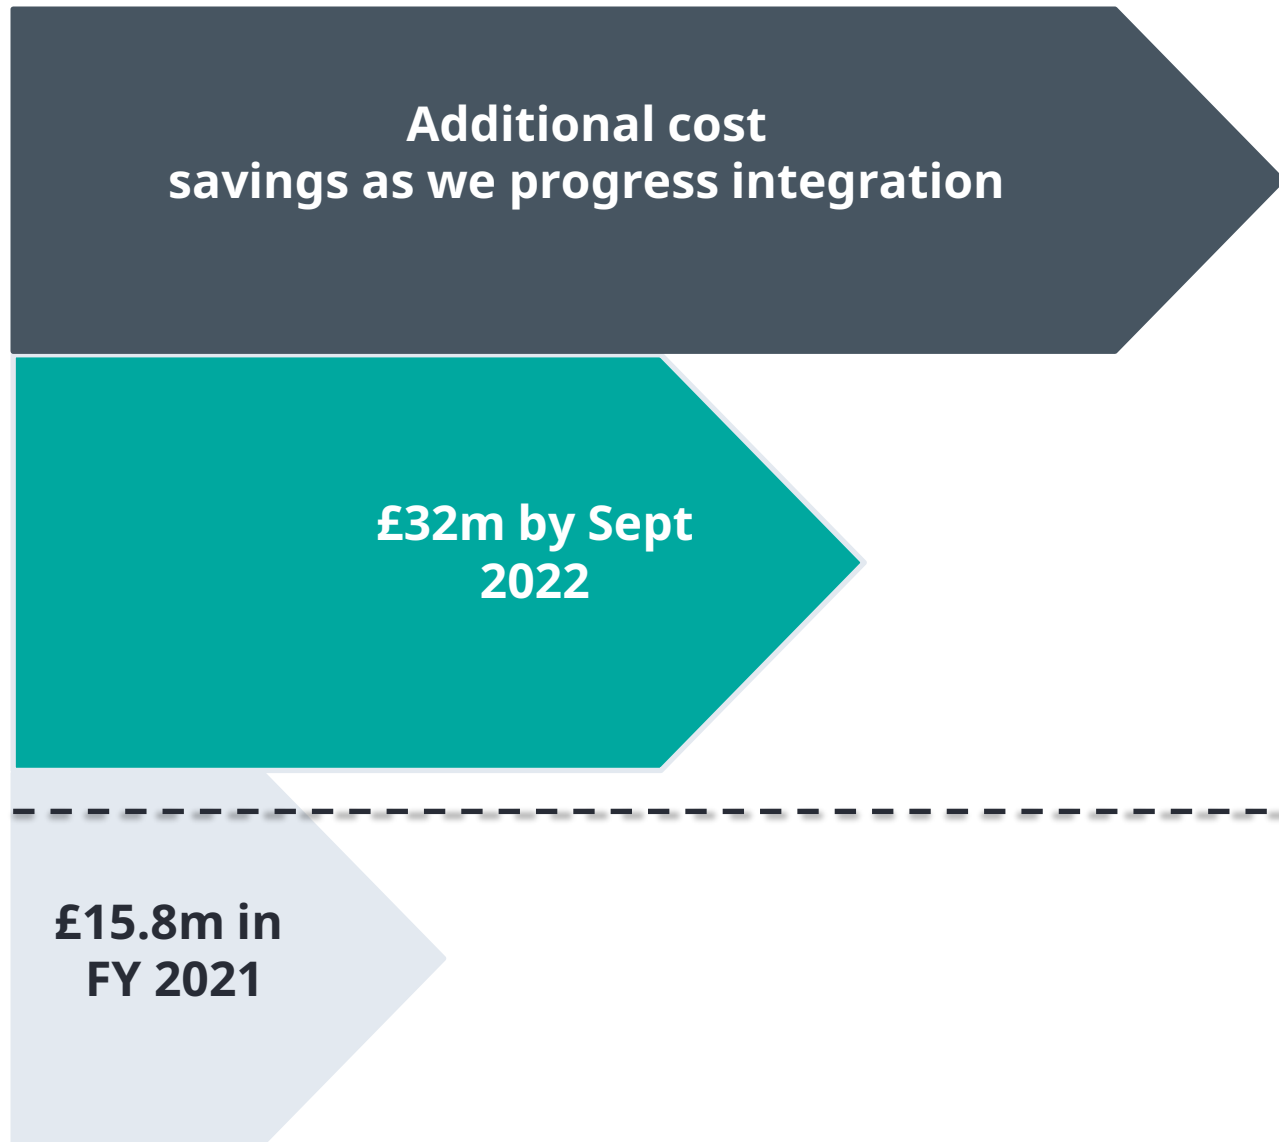 Additional cost
savings as we progress integration
£32m by Sept
2022
£15.8m in
FY 2021